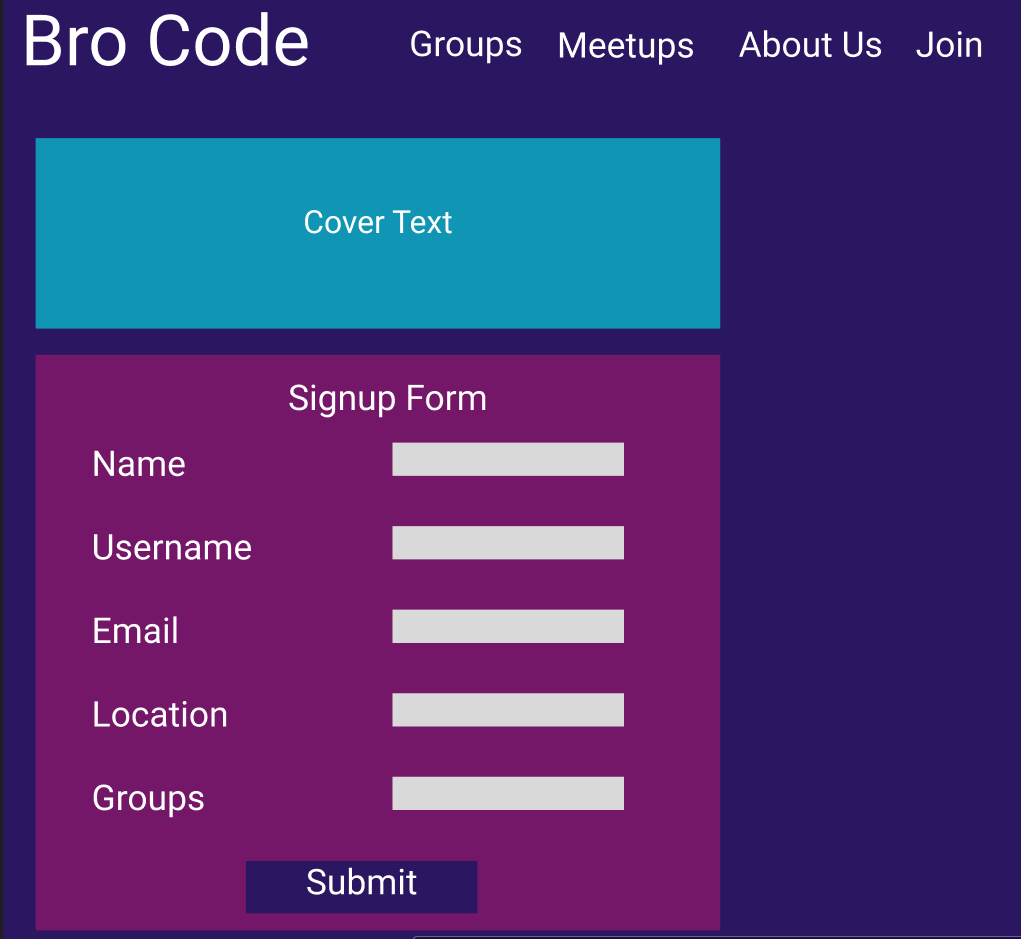 Bro Code Groups Meetups About Us Join
Cover Text
Signup Form
Name
Username
Email
Location
Groups
Submit